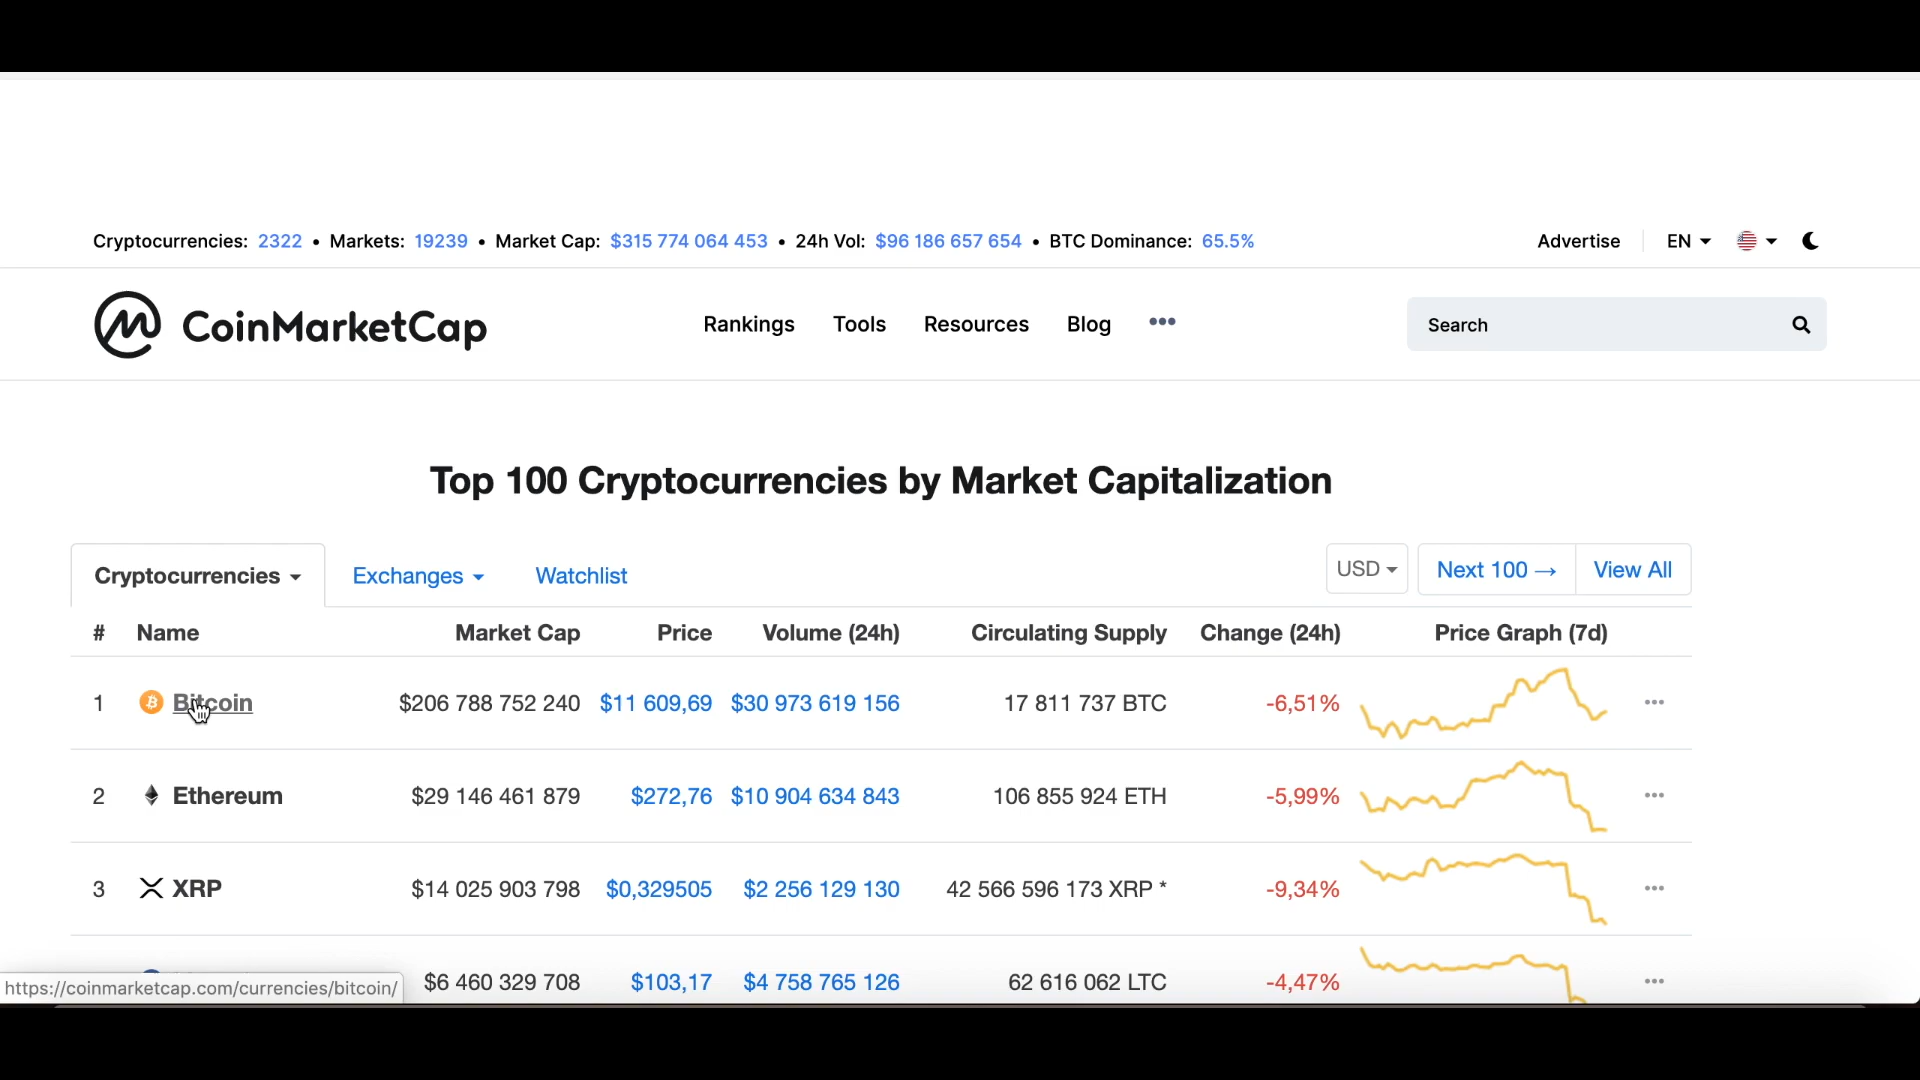 Cryptocurrencies: 2322 • Markets: 19239 • Market Cap: $315 774 064 453 • 24h Vol: $96 186 657 654 • BTC Dominance: 65.5% Advertise EN
CoinMarketCap Rankings Tools Resources Blog ••• Search
Top 100 Cryptocurrencies by Market Capitalization
Cryptocurrencies Exchanges Watchlist USD Next 100 → View All
# Name Market Cap Price Volume (24h) Circulating Supply Change (24h) Price Graph (7d)
1 Bitcoin $206 788 752 240 $11 609,69 $30 973 619 156 17 811 737 BTC -6,51% •••
2 Ethereum $29 146 461 879 $272,76 $10 904 634 843 106 855 924 ETH -5,99% •••
3 XRP $14 025 903 798 $0,329505 $2 256 129 130 42 566 596 173 XRP * -9,34% •••
$6 460 329 708 $103,17 $4 758 765 126 62 616 062 LTC -4,47% •••
https://coinmarketcap.com/currencies/bitcoin/